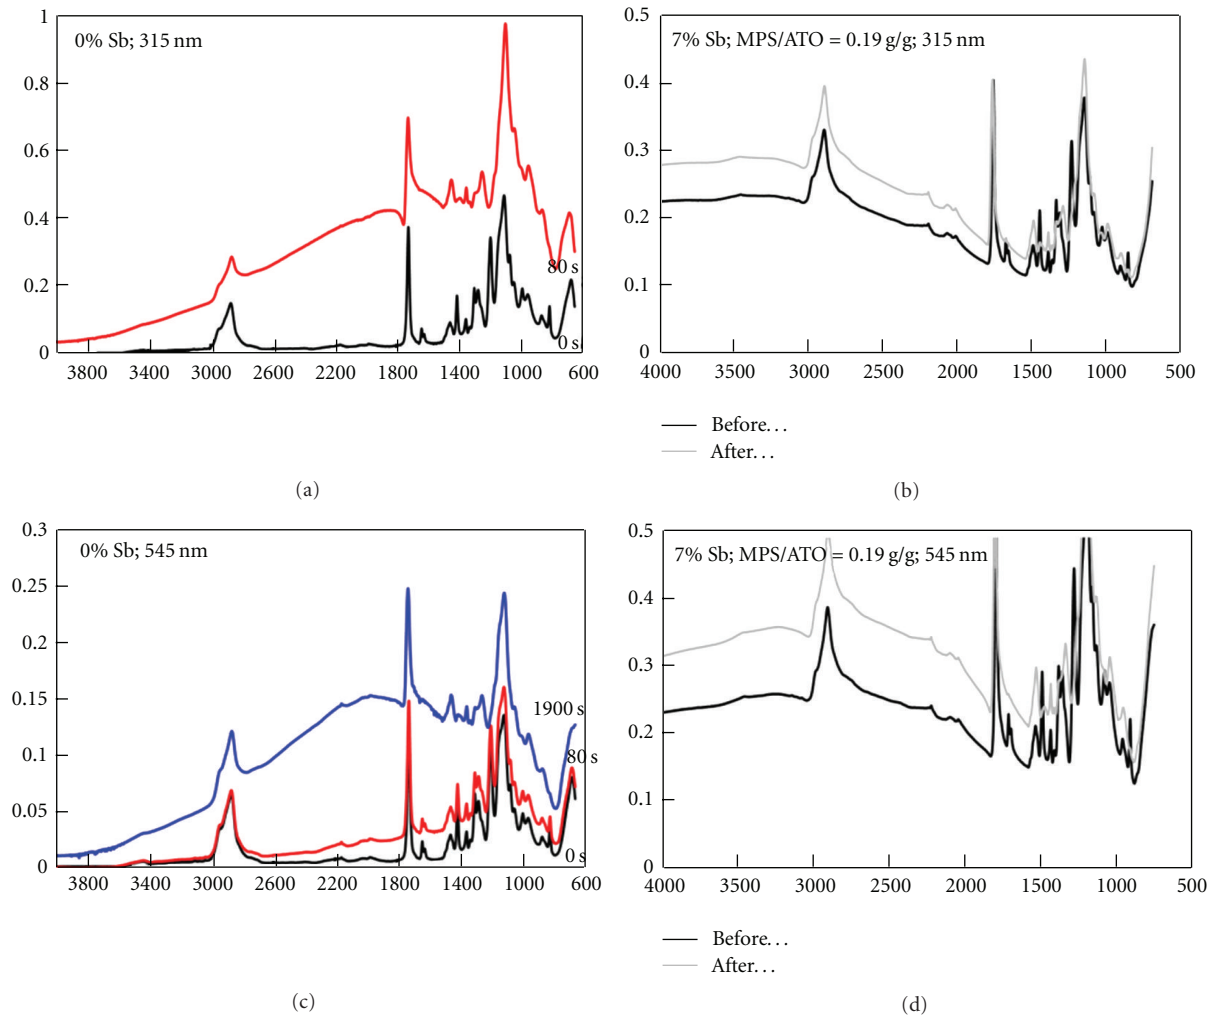 1
0% Sb; 315 nm
0.8
0.6
0.4
0.2
0
80 s
0 s
3800 3400 3000 2600 2200 1800 1400 1000 600
(a)
0.5
7% Sb; MPS/ATO = 0.19 g/g; 315 nm
0.4
0.3
0.2
0.1
0
4000 3500 3000 2500 2000 1500 1000 500
Before...
After...
(b)
0.3
0% Sb; 545 nm
0.25
0.2
0.15
0.1
0.05
0
1900 s
80 s
0 s
3800 3400 3000 2600 2200 1800 1400 1000 600
(c)
0.5
7% Sb; MPS/ATO = 0.19 g/g; 545 nm
0.4
0.3
0.2
0.1
0
4000 3500 3000 2500 2000 1500 1000 500
Before...
After...
(d)